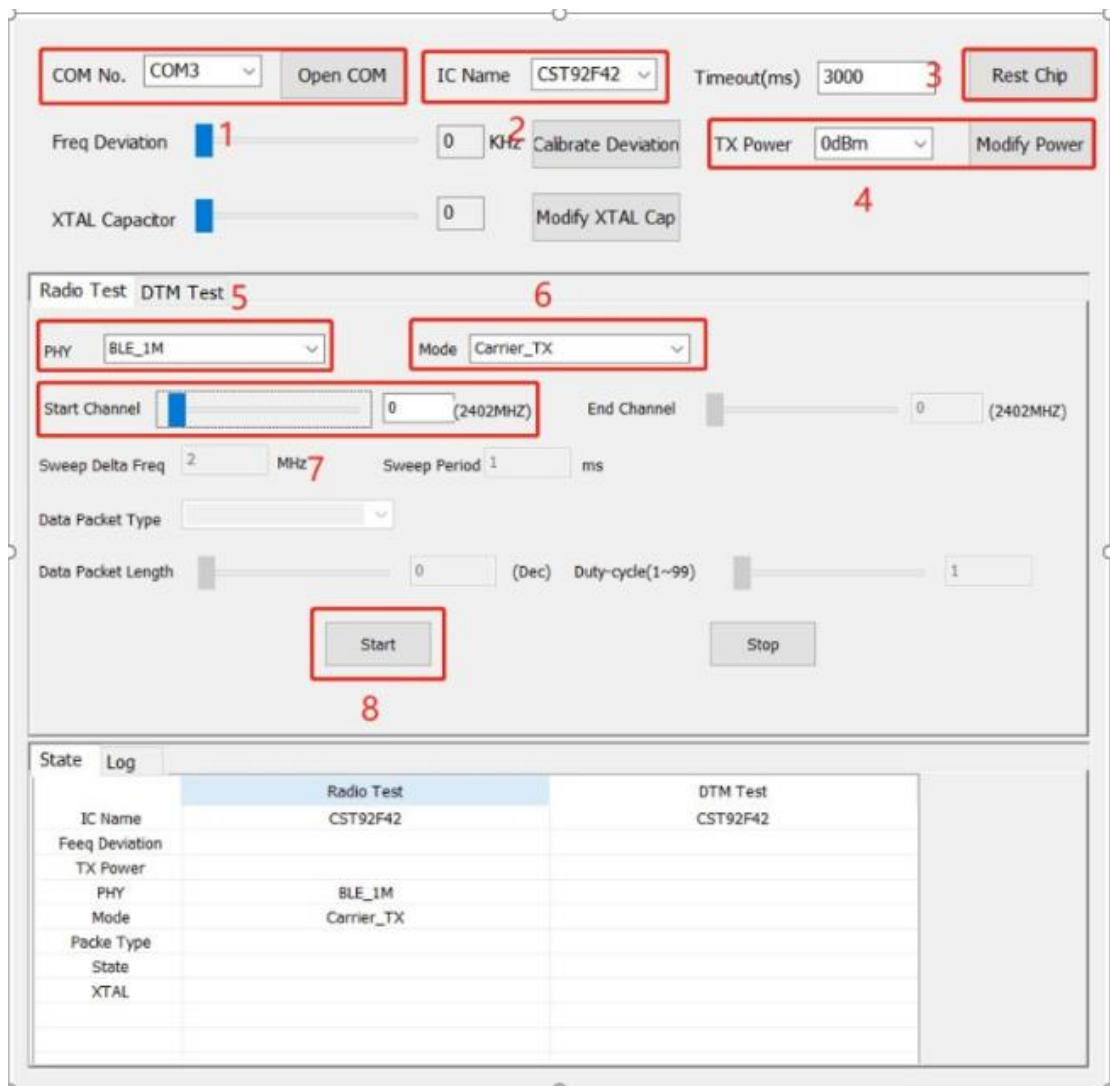 COM No. COM3 Open COM IC Name CST92F42 Timeout(ms) 3000 3 Rest Chip
1 2
Freq Deviation 0 KHz Calibrate Deviation TX Power 0dBm Modify Power
4
XTAL Capacitor 0 Modify XTAL Cap
Radio Test DTM Test 5 6
PHY BLE_1M Mode Carrier_TX
Start Channel 0 (2402MHZ) End Channel 0 (2402MHZ)
Sweep Delta Freq 2 MHz 7 Sweep Period 1 ms
Data Packet Type
Data Packet Length 0 (Dec) Duty-cycle(1~99) 1
Start Stop
8
State Log
Radio Test DTM Test
IC Name CST92F42 CST92F42
Feeq Deviation
TX Power
PHY BLE_1M
Mode Carrier_TX
Packe Type
State
XTAL